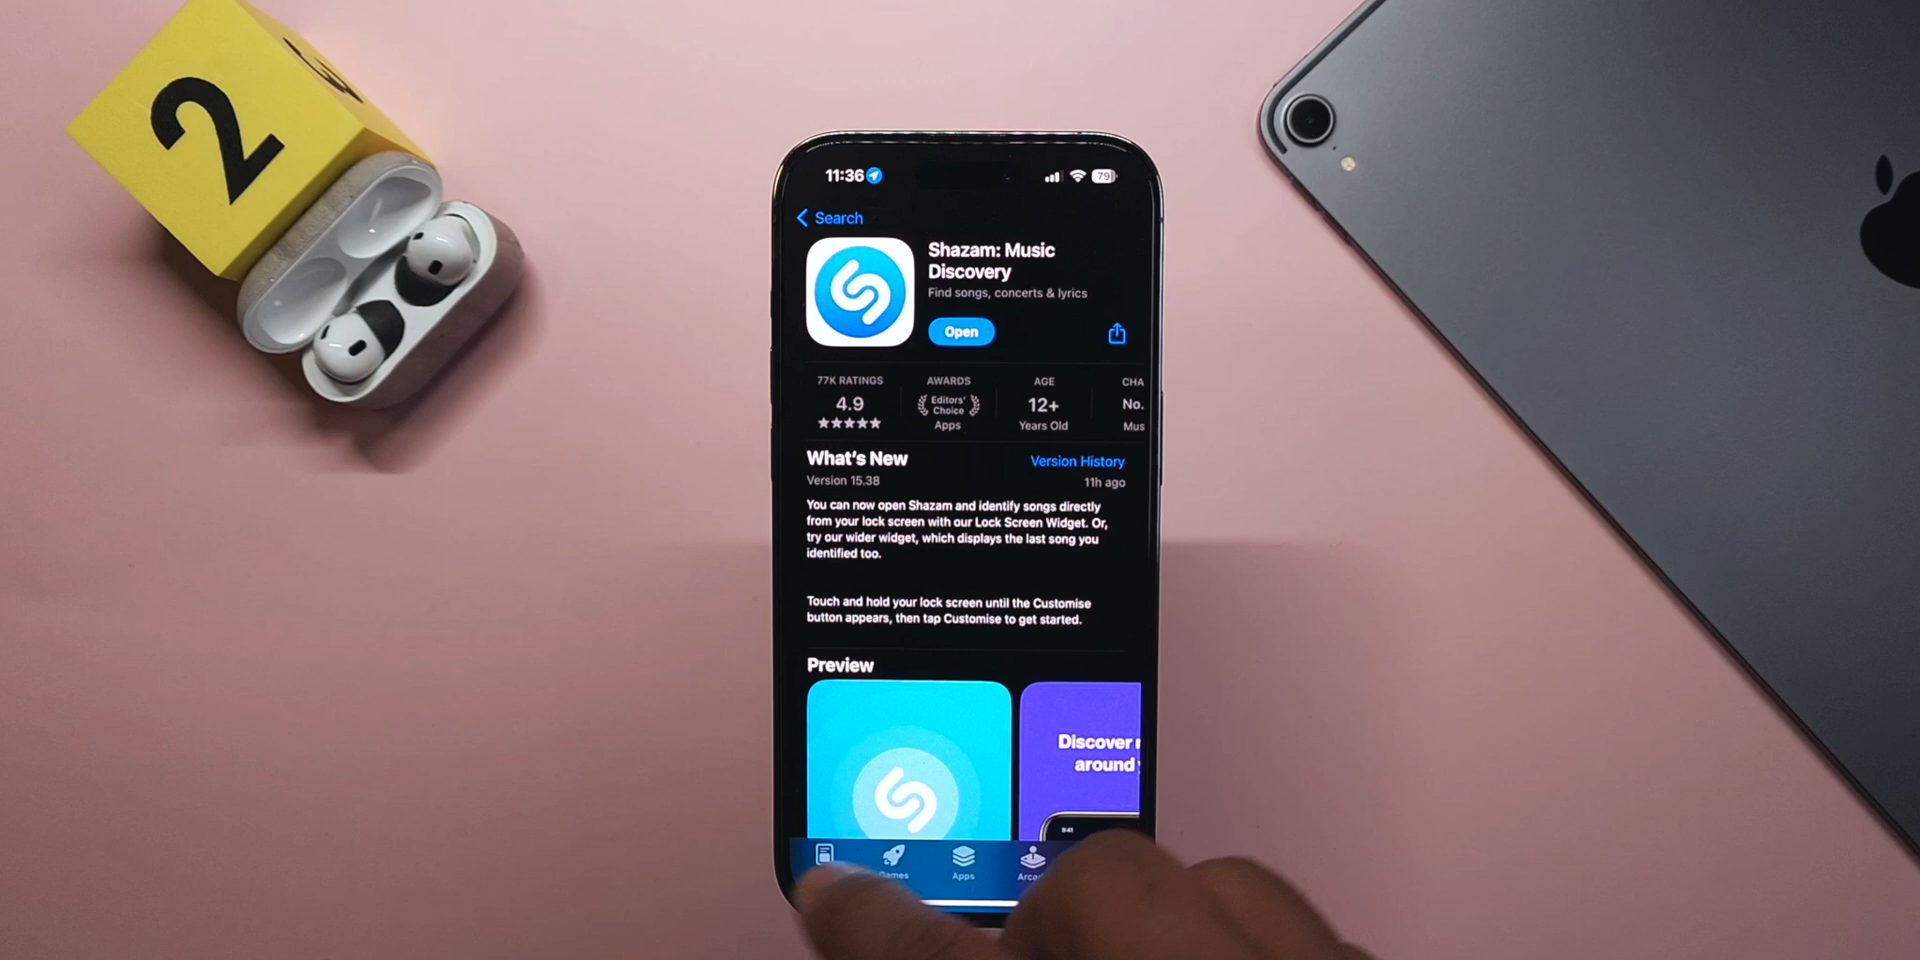 2
11:36
79
Search
Shazam: Music
Discovery
Find songs, concerts & lyrics
Open
77K RATINGS
4.9
AWARDS
Editors'
Choice
Apps
AGE
12+
Years Old
CHA
No.
Mus
What's New
Version History
Version 15.38
11h ago
You can now open Shazam and identify songs directly
from your lock screen with our Lock Screen Widget. Or,
try our wider widget, which displays the last song you
identified too.
Touch and hold your lock screen until the Customise
button appears, then tap Customise to get started.
Preview
Discover
around
9:41
Games
Apps
Arca